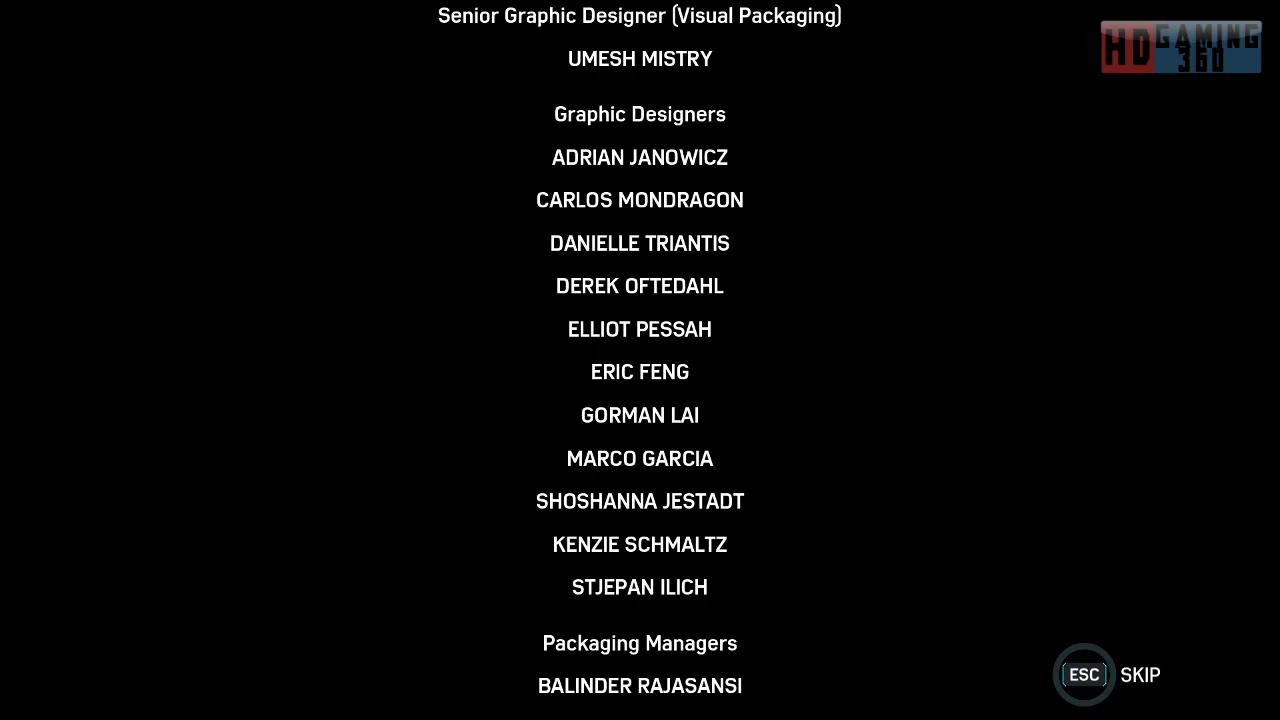 Senior Graphic Designer (Visual Packaging)
UMESH MISTRY
HD GAMING 360
Graphic Designers
ADRIAN JANOWICZ
CARLOS MONDRAGON
DANIELLE TRIANTIS
DEREK OFTEDAHL
ELLIOT PESSAH
ERIC FENG
GORMAN LAI
MARCO GARCIA
SHOSHANNA JESTADT
KENZIE SCHMALTZ
STJEPAN ILICH
Packaging Managers
BALINDER RAJASANSI
ESC SKIP